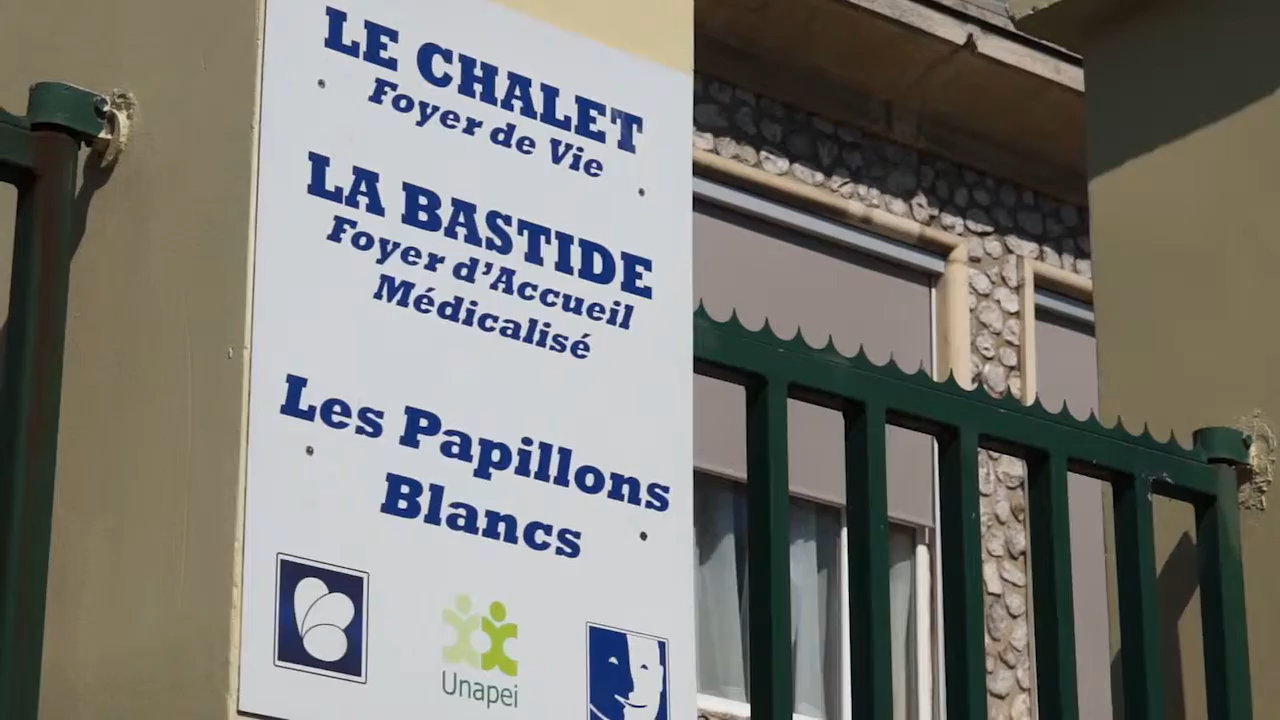 LE CHALET
Foyer de Vie
LA BASTIDE
Foyer d'Accueil
Médicalisé
Les Papillons
Blancs
Unapei